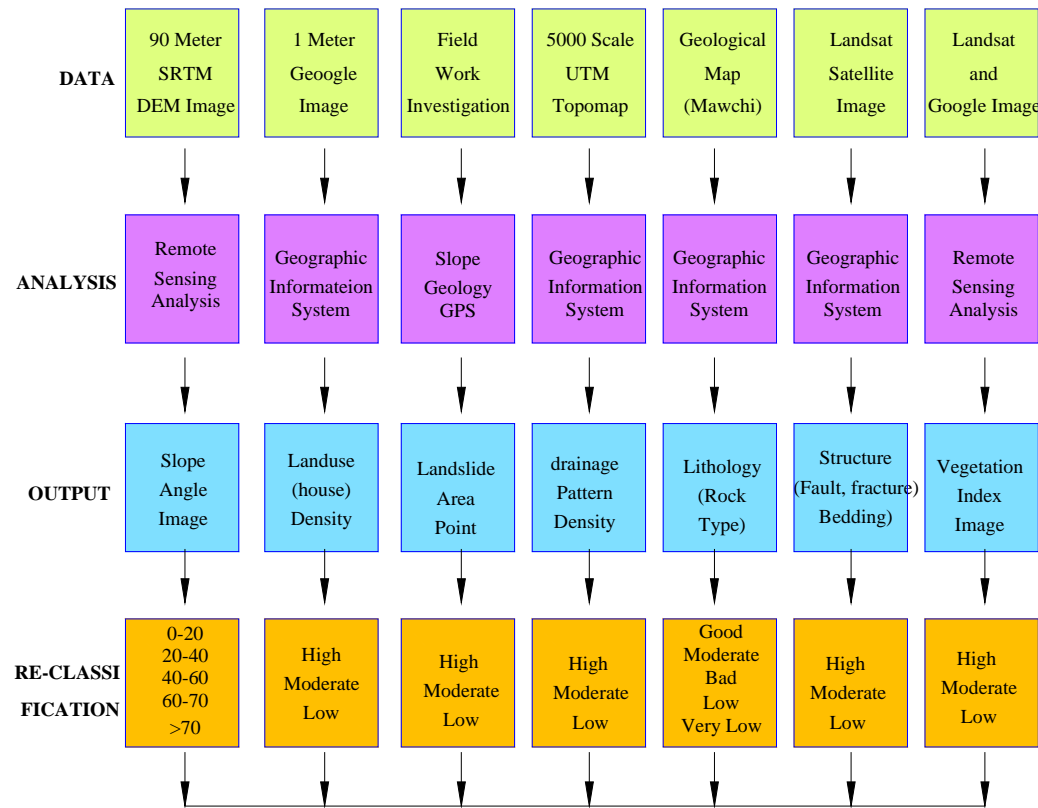 DATA
90 Meter
SRTM
DEM Image
1 Meter
Geoogle
Image
Field
Work
Investigation
5000 Scale
UTM
Topomap
Geological
Map
(Mawchi)
Landsat
Satellite
Image
Landsat
and
Google Image
ANALYSIS
Remote
Sensing
Analysis
Geographic
Informateion
System
Slope
Geology
GPS
Geographic
Information
System
Geographic
Information
System
Geographic
Information
System
Remote
Sensing
Analysis
OUTPUT
Slope
Angle
Image
Landuse
(house)
Density
Landslide
Area
Point
drainage
Pattern
Density
Lithology
(Rock
Type)
Structure
(Fault, fracture)
Bedding)
Vegetation
Index
Image
RE-CLASSI
FICATION
0-20
20-40
40-60
60-70
>70
High
Moderate
Low
High
Moderate
Low
High
Moderate
Low
Good
Moderate
Bad
Low
Very Low
High
Moderate
Low
High
Moderate
Low